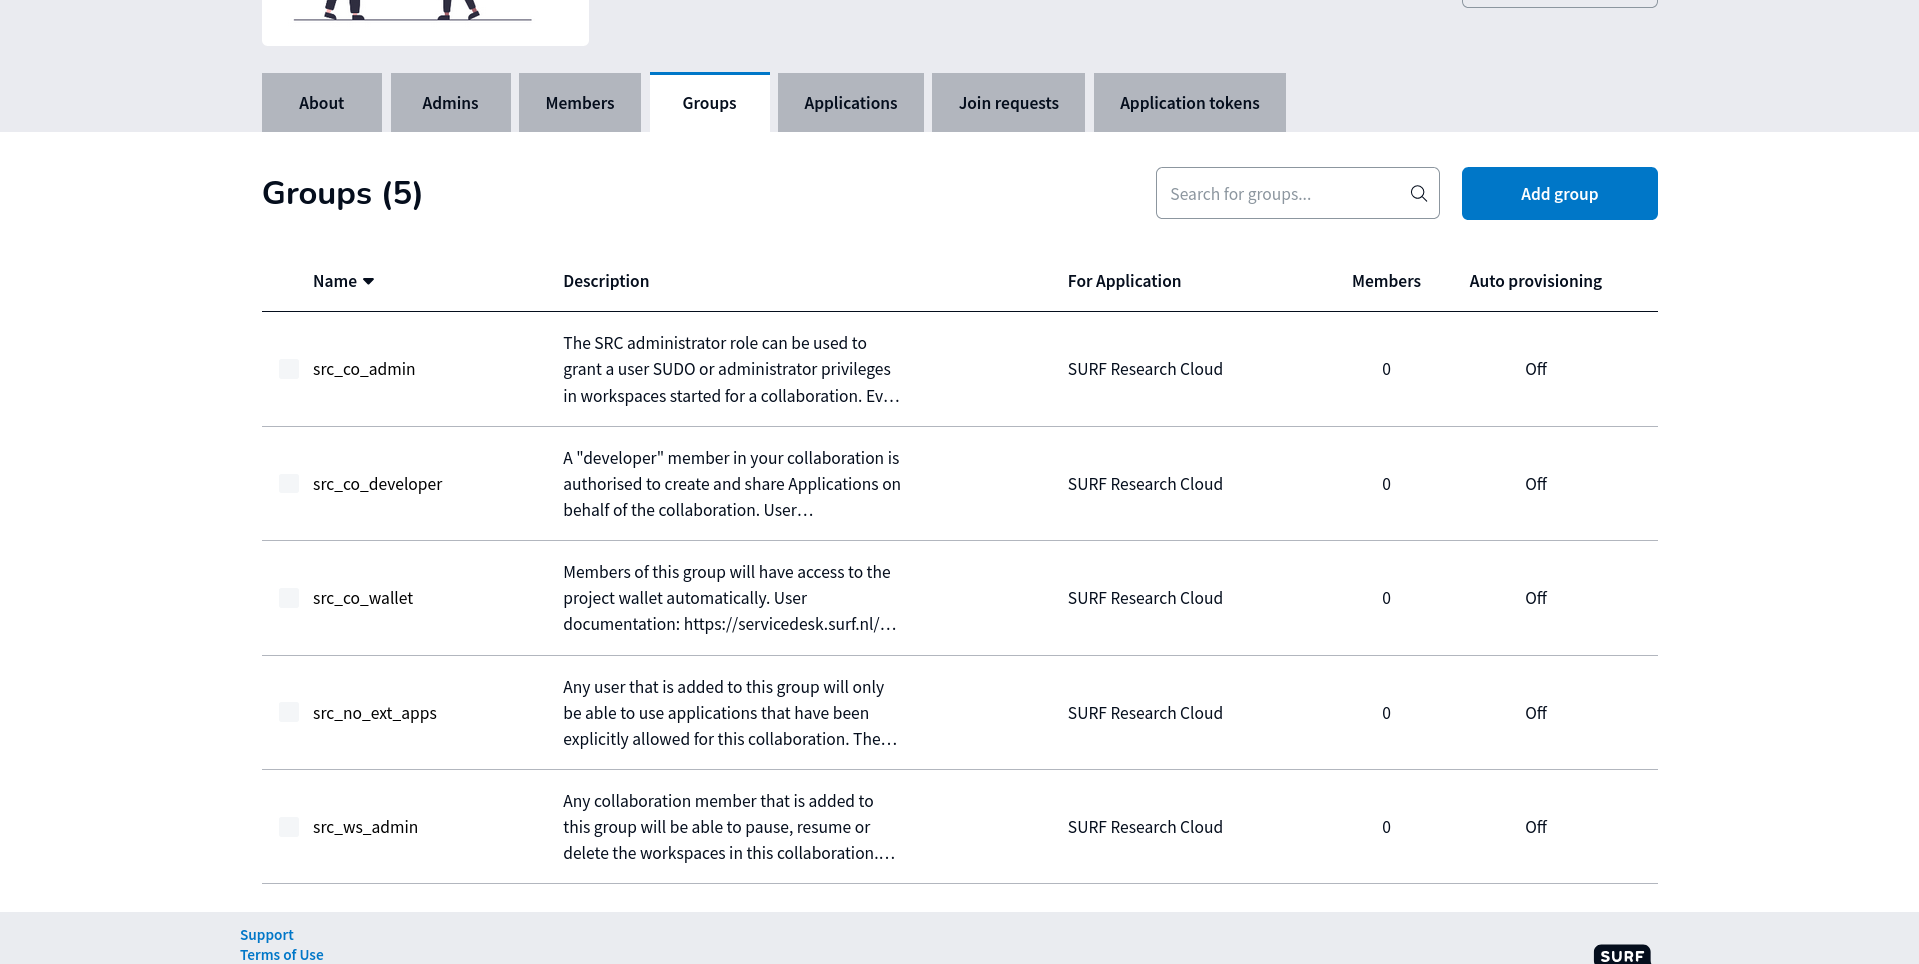 About
Admins
Members
Groups
Applications
Join requests
Application tokens
Groups (5)
Search for groups...
Add group
Name
Description
For Application
Members
Auto provisioning
src_co_admin
The SRC administrator role can be used to
grant a user SUDO or administrator privileges
in workspaces started for a collaboration. Ev…
SURF Research Cloud
0
Off
src_co_developer
A "developer" member in your collaboration is
authorised to create and share Applications on
behalf of the collaboration. User…
SURF Research Cloud
0
Off
src_co_wallet
Members of this group will have access to the
project wallet automatically. User
documentation: https://servicedesk.surf.nl/…
SURF Research Cloud
0
Off
src_no_ext_apps
Any user that is added to this group will only
be able to use applications that have been
explicitly allowed for this collaboration. The…
SURF Research Cloud
0
Off
src_ws_admin
Any collaboration member that is added to
this group will be able to pause, resume or
delete the workspaces in this collaboration.…
SURF Research Cloud
0
Off
Support
Terms of Use
SURF